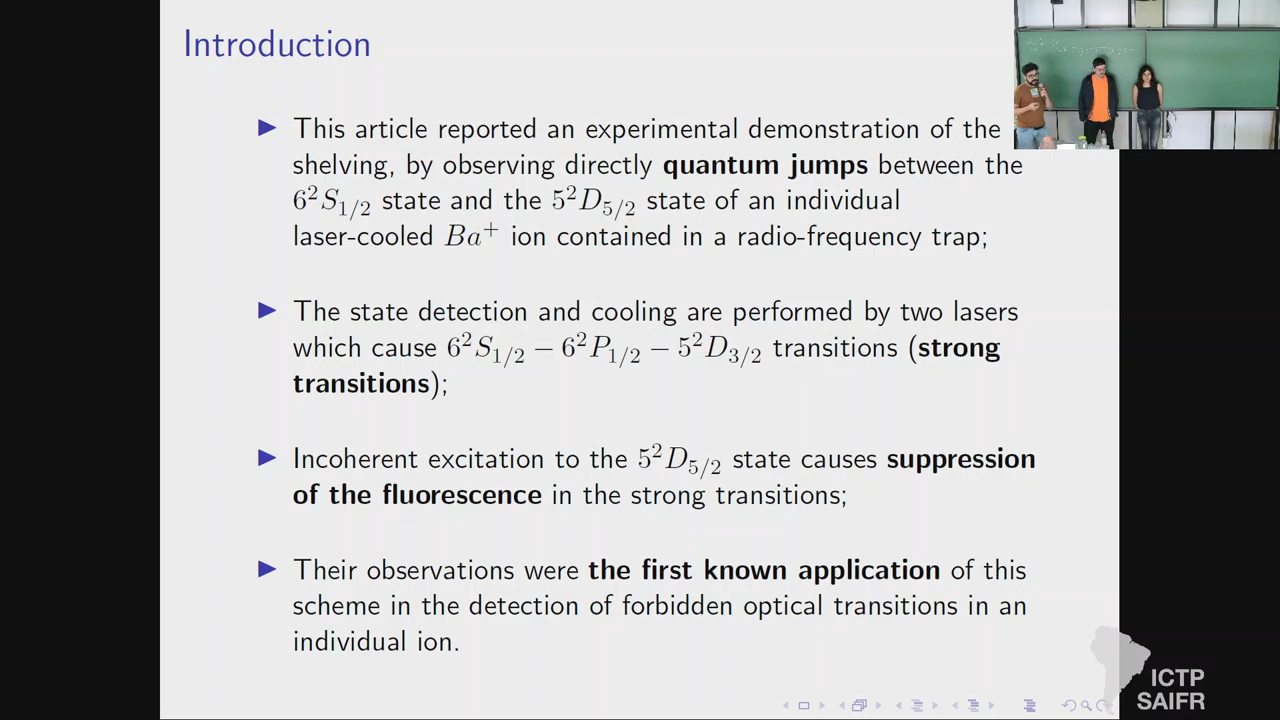 Introduction
▶ This article reported an experimental demonstration of the
shelving, by observing directly quantum jumps between the
6²S₁/₂ state and the 5²D₅/₂ state of an individual
laser-cooled Ba⁺ ion contained in a radio-frequency trap;
▶ The state detection and cooling are performed by two lasers
which cause 6²S₁/₂ − 6²P₁/₂ − 5²D₃/₂ transitions (strong
transitions);
▶ Incoherent excitation to the 5²D₅/₂ state causes suppression
of the fluorescence in the strong transitions;
▶ Their observations were the first known application of this
scheme in the detection of forbidden optical transitions in an
individual ion.
ICTP
SAIFR